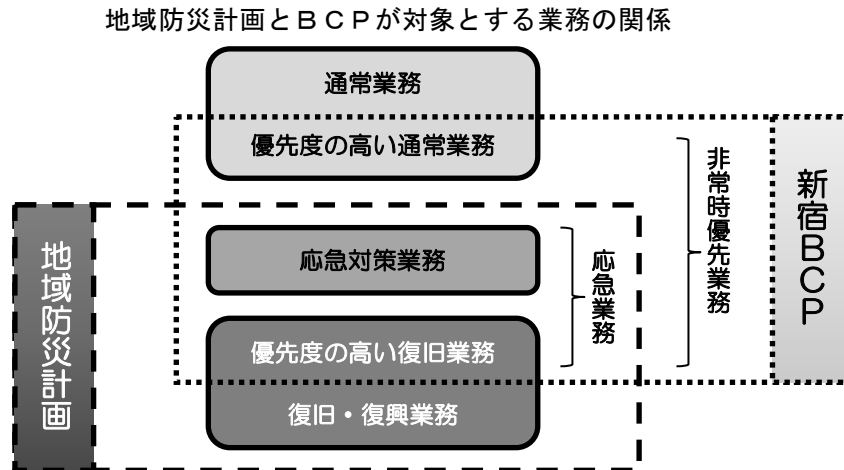 地域防災計画とＢＣＰが対象とする業務の関係
通常業務
優先度の高い通常業務
非常時優先業務
新宿ＢＣＰ
地域防災計画
応急対策業務
応急業務
優先度の高い復旧業務
復旧・復興業務